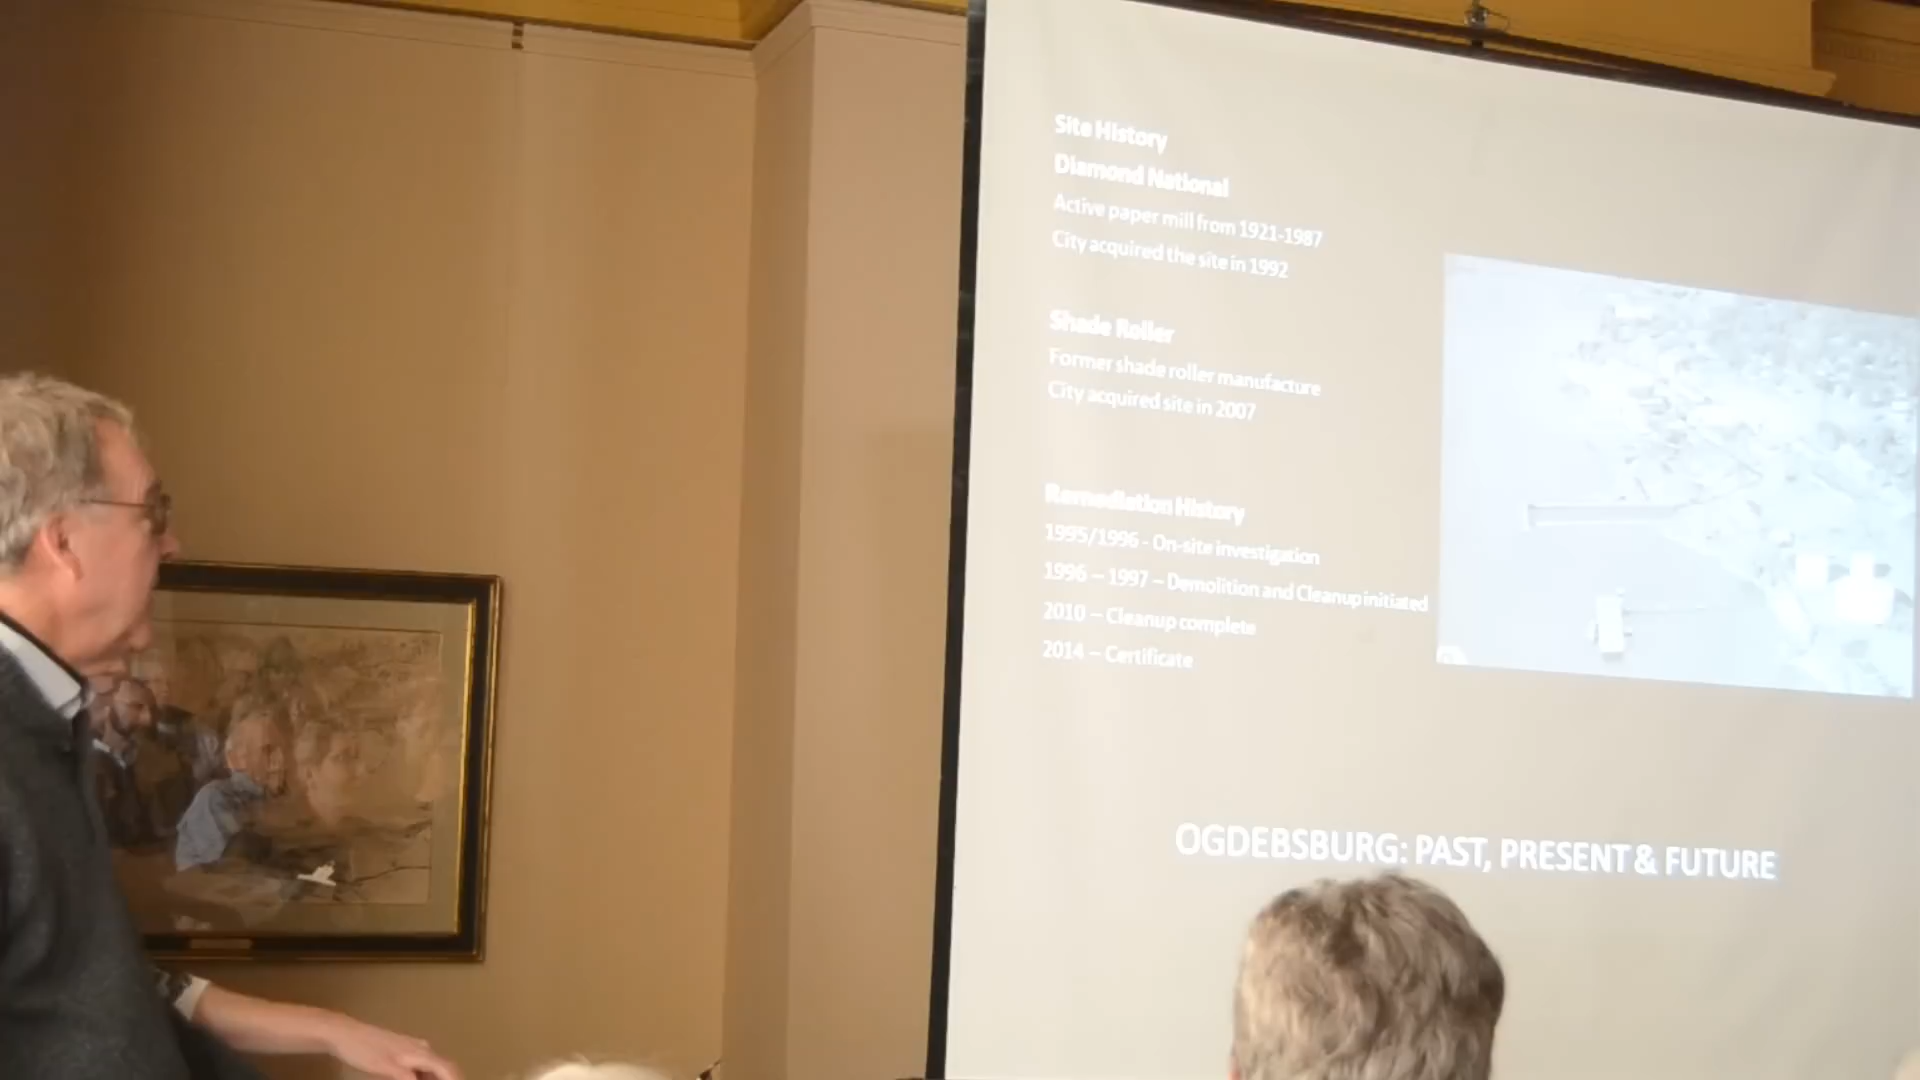 Site History
Diamond National
Active paper mill from 1921-1987
City acquired the site in 1992
Shade Roller
Former shade roller manufacture
City acquired site in 2007
Remediation History
1995/1996 - On-site investigation
1996 – 1997 – Demolition and Cleanup initiated
2010 – Cleanup complete
2014 – Certificate
OGDEBSBURG: PAST, PRESENT & FUTURE